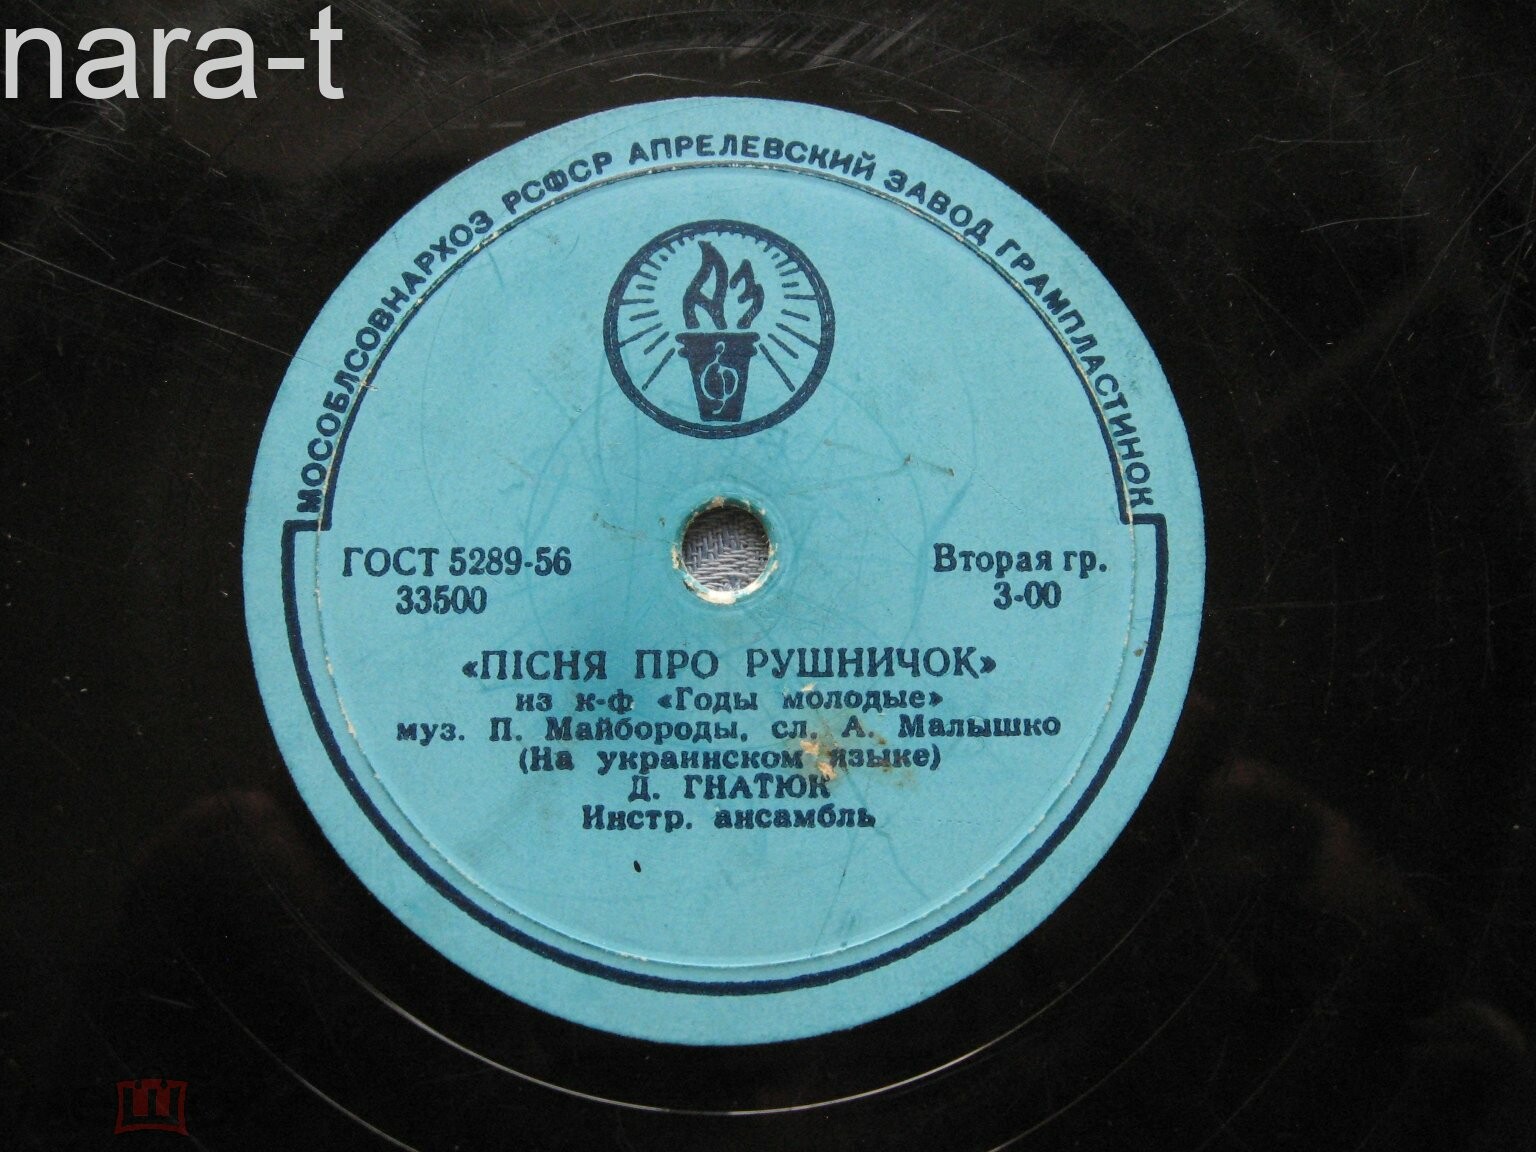 nara-t
МОСОБЛСОВНАРХОЗ РСФСР АПРЕЛЕВСКИЙ ЗАВОД ГРАМПЛАСТИНОК
АЗ
ГОСТ 5289-56
33500
Вторая гр.
3-00
«ПІСНЯ ПРО РУШНИЧОК»
из к-ф «Годы молодые»
муз. П. Майбороды, сл. А. Малышко
(На украинском языке)
Д. ГНАТЮК
Инстр. ансамбль